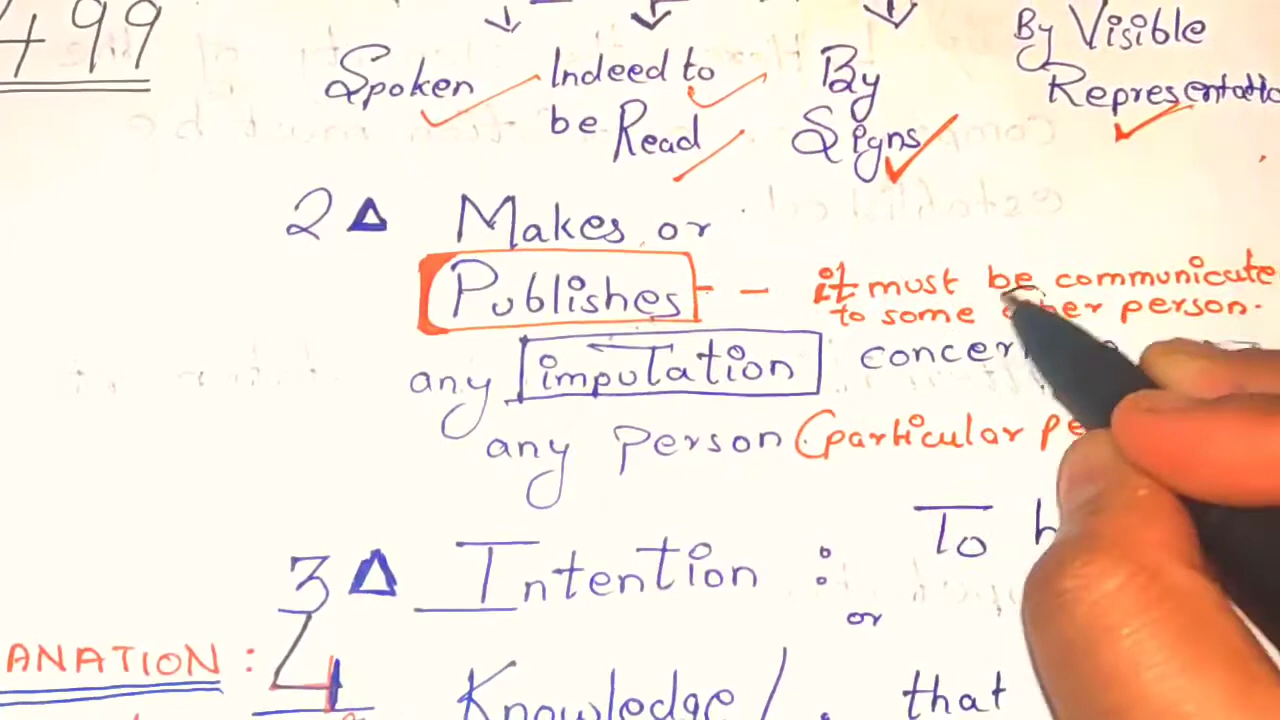 499
Spoken Indeed to By By Visible
be Read Signs Representatio
2 Makes or
Publishes - - it must be communicate
to some other person.
any imputation concer
any person (particular pe
To h
3 Intention :
or
ANATION : 4
Knowledge/. that